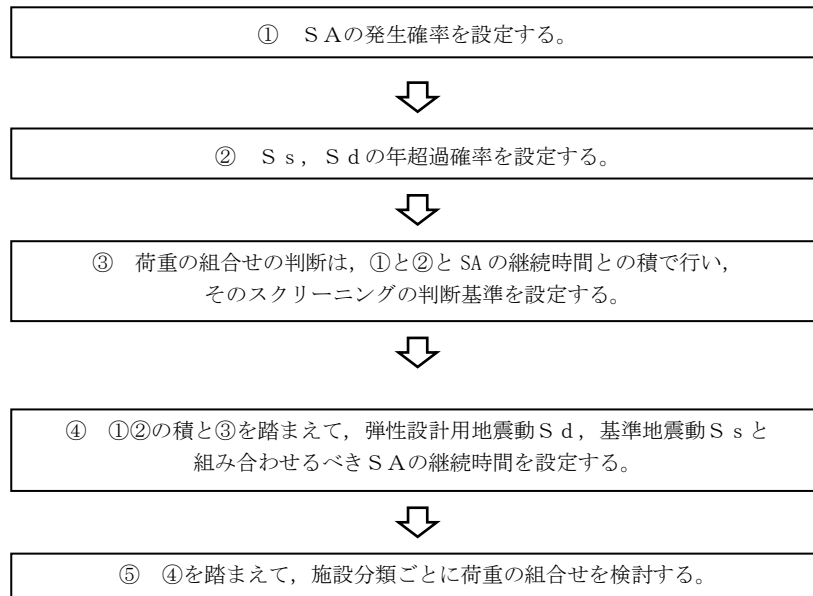 ① ＳＡの発生確率を設定する。
② Ｓｓ，Ｓｄの年超過確率を設定する。
③ 荷重の組合せの判断は，①と②と SA の継続時間との積で行い，
そのスクリーニングの判断基準を設定する。
④ ①②の積と③を踏まえて，弾性設計用地震動Ｓｄ，基準地震動Ｓｓと
組み合わせるべきＳＡの継続時間を設定する。
⑤ ④を踏まえて，施設分類ごとに荷重の組合せを検討する。